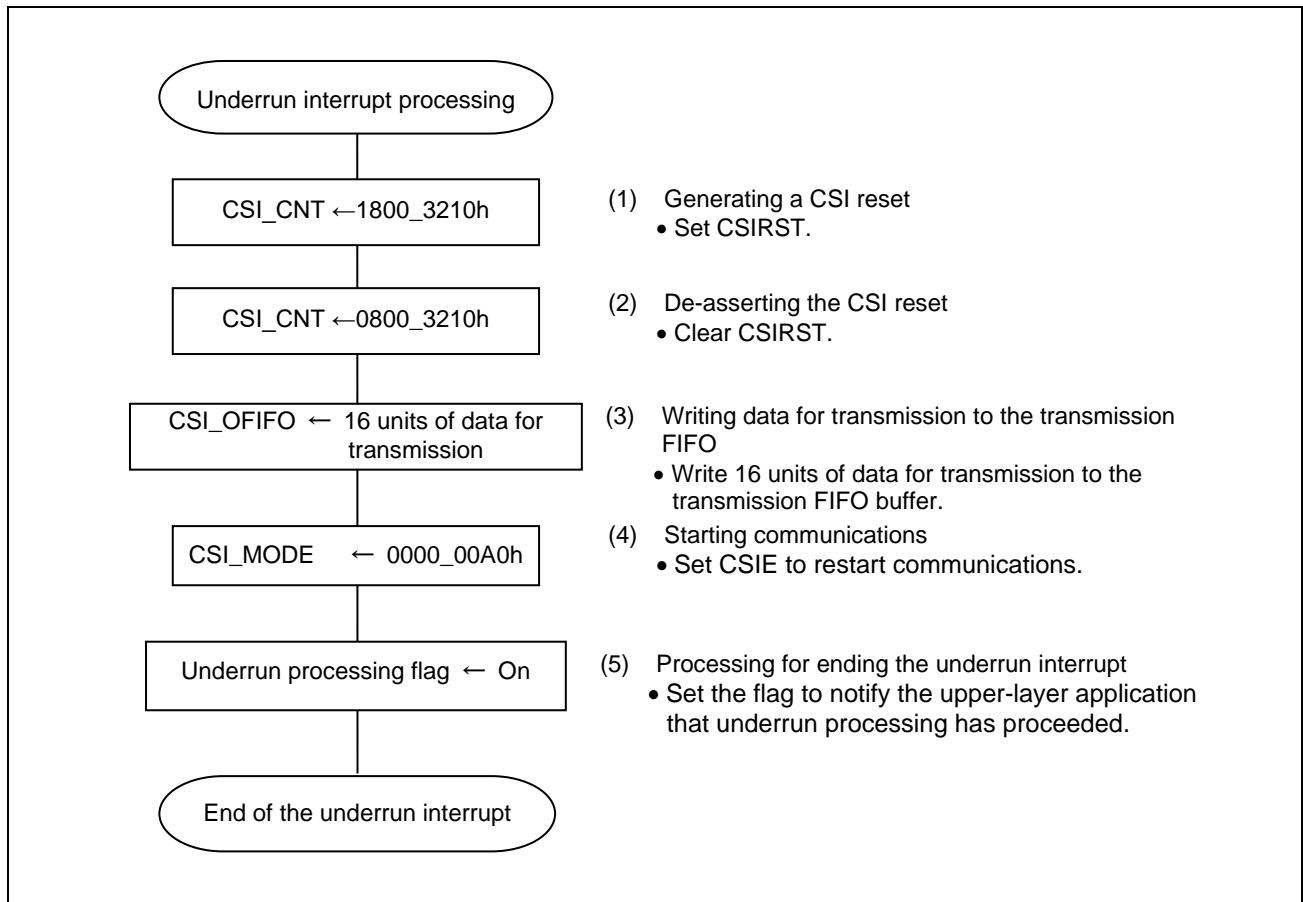 Underrun interrupt processing
CSI_CNT ←1800_3210h
(1) Generating a CSI reset
• Set CSIRST.
CSI_CNT ←0800_3210h
(2) De-asserting the CSI reset
• Clear CSIRST.
CSI_OFIFO ← 16 units of data for
transmission
(3) Writing data for transmission to the transmission
FIFO
• Write 16 units of data for transmission to the
transmission FIFO buffer.
CSI_MODE ← 0000_00A0h
(4) Starting communications
• Set CSIE to restart communications.
Underrun processing flag ← On
(5) Processing for ending the underrun interrupt
• Set the flag to notify the upper-layer application
that underrun processing has proceeded.
End of the underrun interrupt